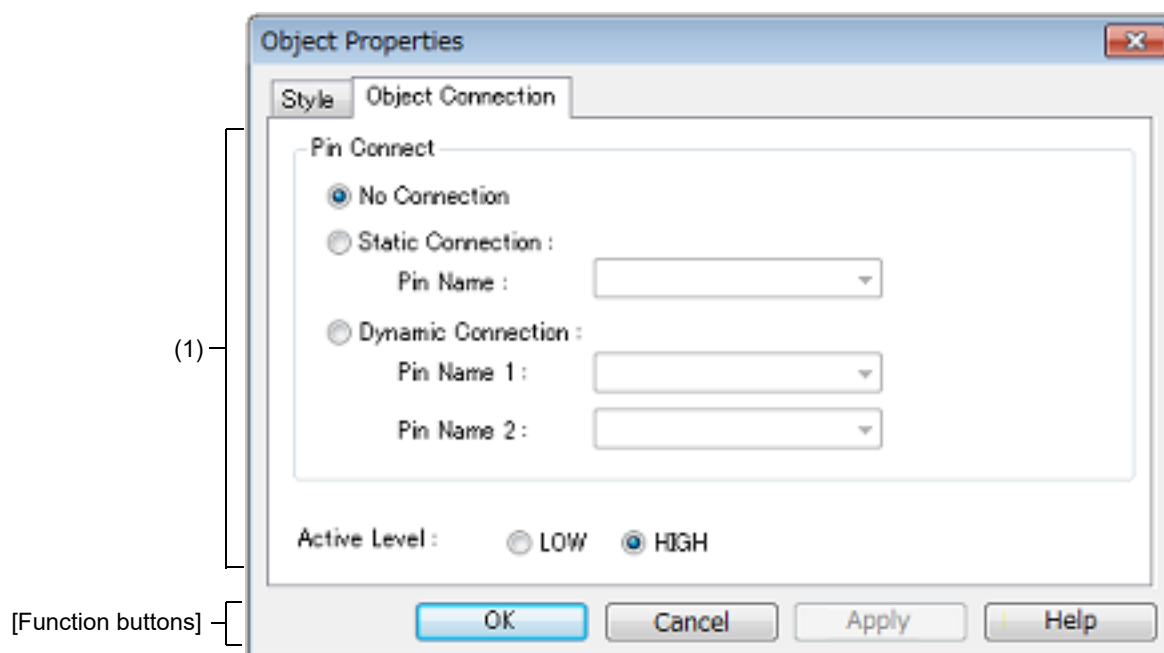 Object Properties
Style Object Connection
Pin Connect
No Connection
Static Connection :
Pin Name :
Dynamic Connection :
(1)
Pin Name 1 :
Pin Name 2 :
Active Level : LOW HIGH
[Function buttons] OK Cancel Apply Help